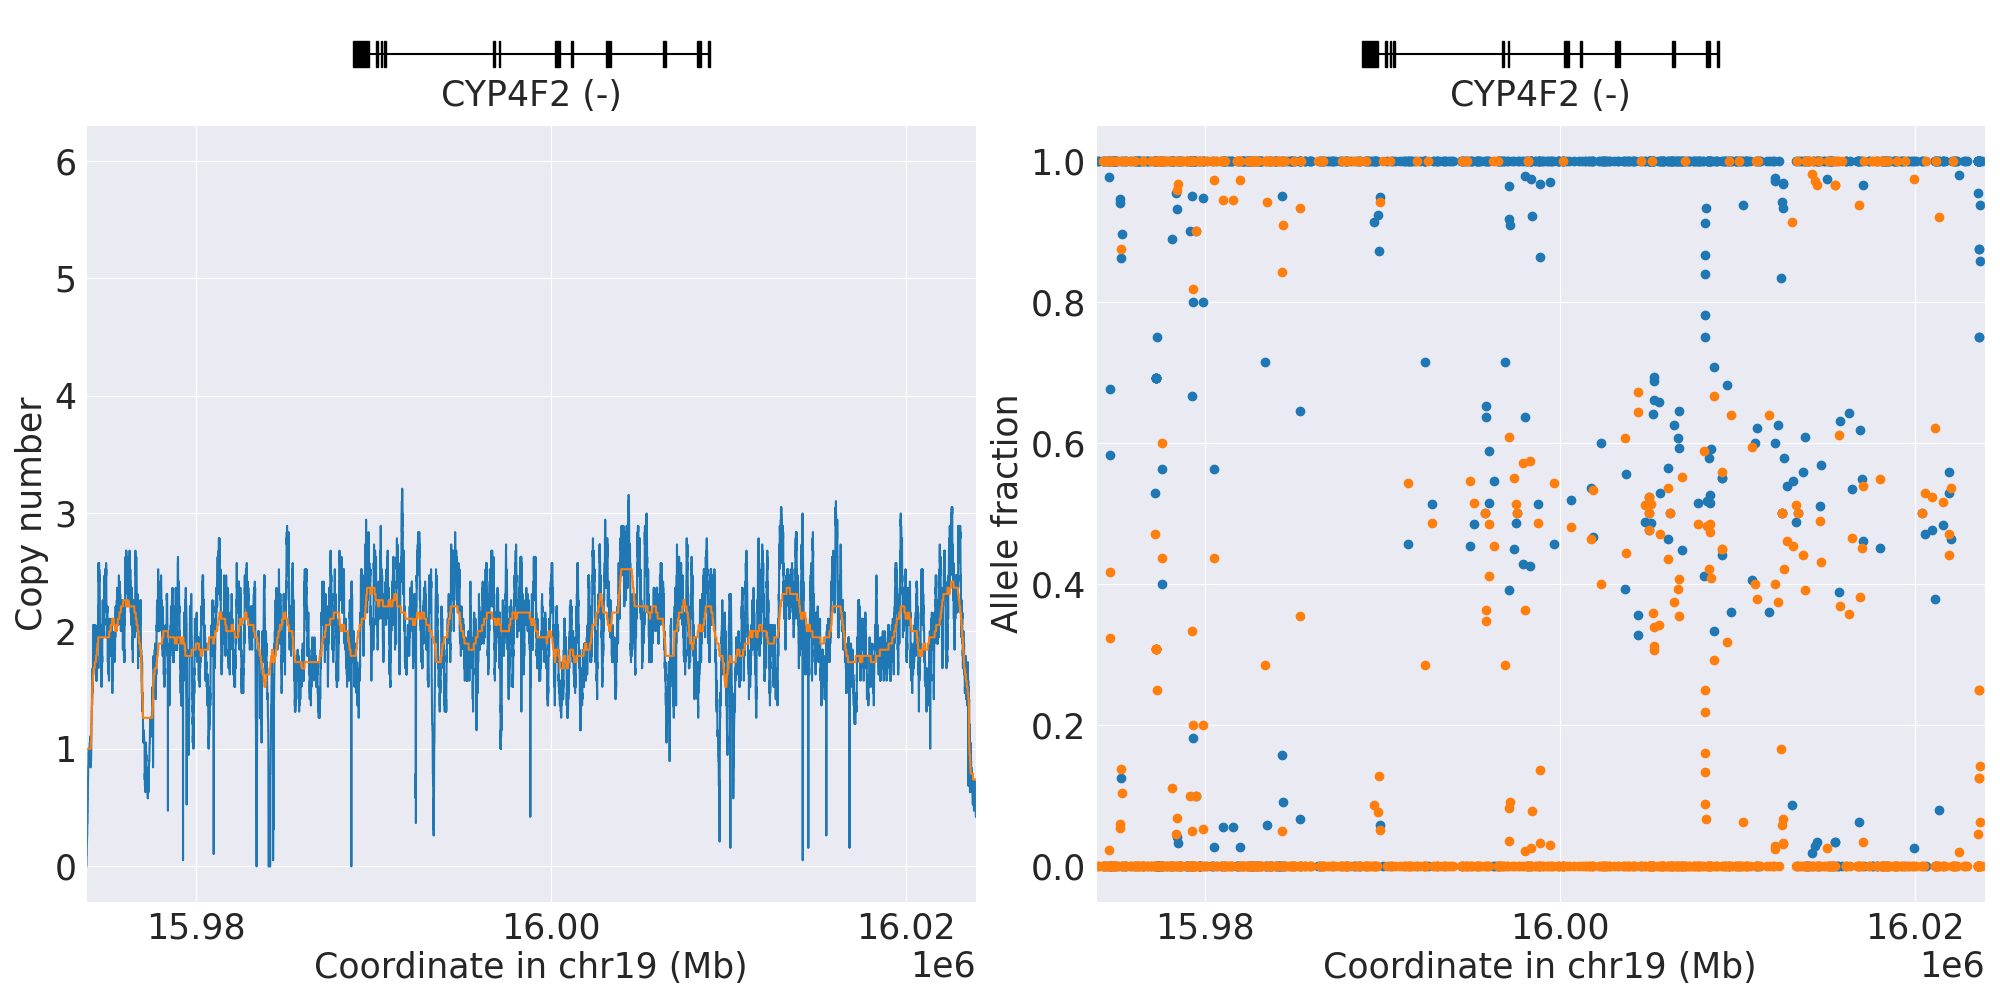 CYP4F2 (-)
CYP4F2 (-)
Copy number
6
5
4
3
2
1
0
15.98
16.00
16.02
Coordinate in chr19 (Mb)
1e6
Allele fraction
1.0
0.8
0.6
0.4
0.2
0.0
15.98
16.00
16.02
Coordinate in chr19 (Mb)
1e6